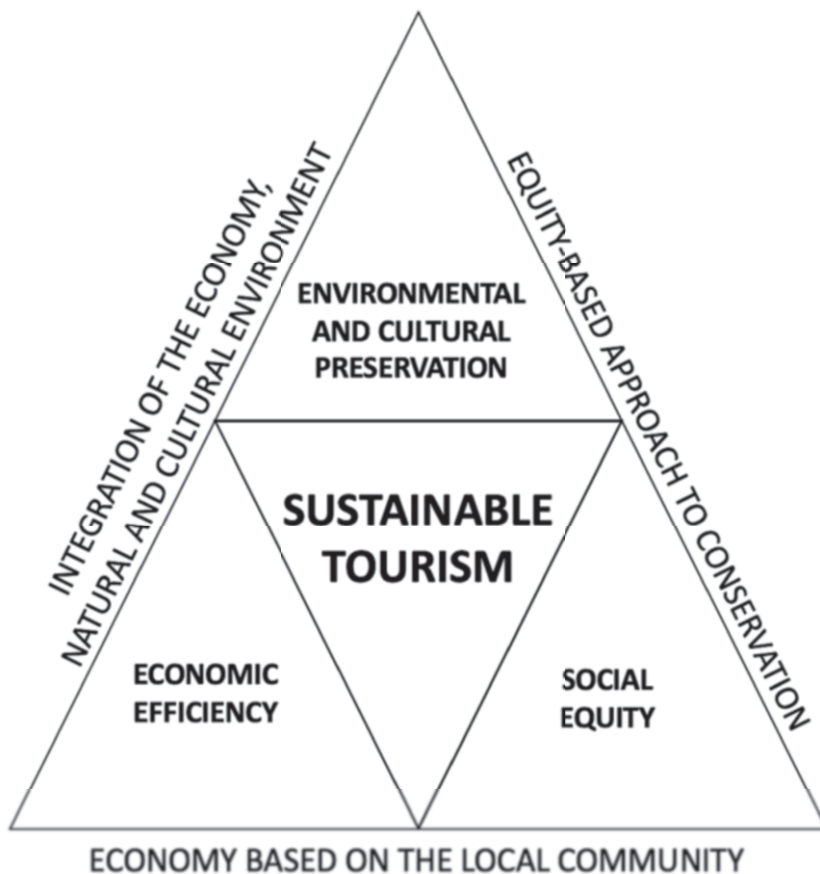 INTEGRATION OF THE ECONOMY,
NATURAL AND CULTURAL ENVIRONMENT
EQUITY-BASED APPROACH TO CONSERVATION
ENVIRONMENTAL
AND CULTURAL
PRESERVATION
SUSTAINABLE
TOURISM
ECONOMIC
EFFICIENCY
SOCIAL
EQUITY
ECONOMY BASED ON THE LOCAL COMMUNITY